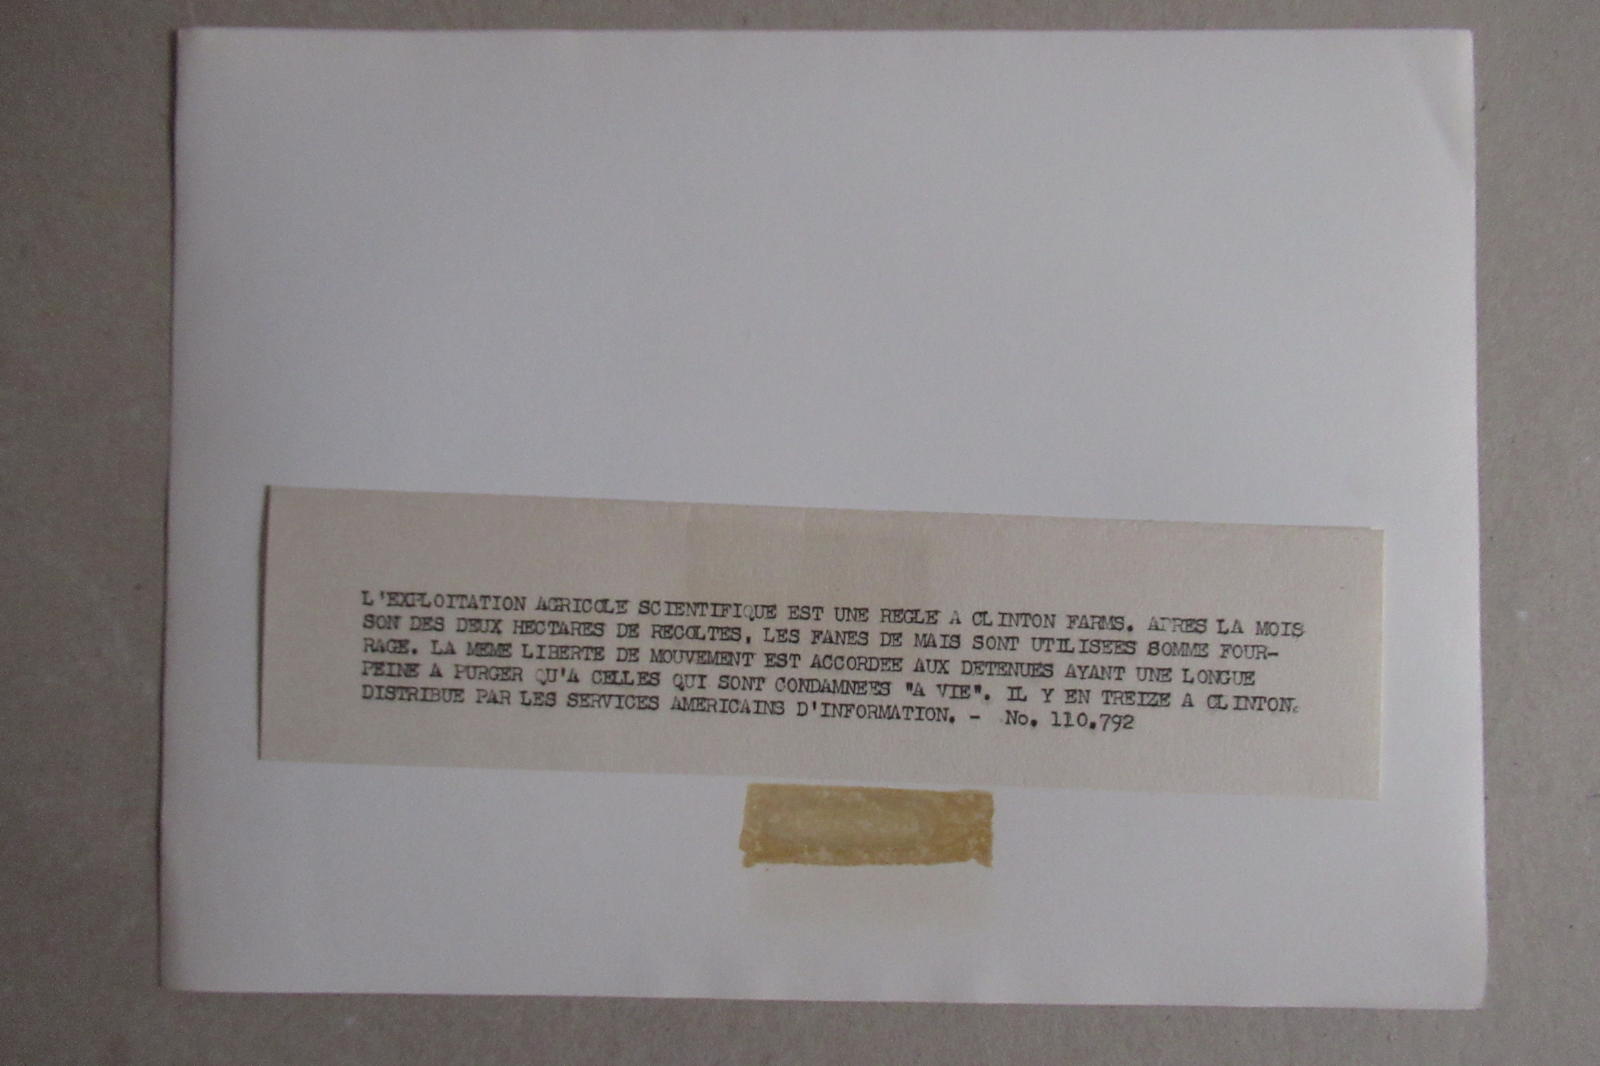 L'EXPLOITATION AGRICOLE SCIENTIFIQUE EST UNE REGLE A CLINTON FARMS. APRES LA MOIS
SON DES DEUX HECTARES DE RECOLTES, LES FANES DE MAIS SONT UTILISEES SOMME FOUR-
RAGE. LA MEME LIBERTE DE MOUVEMENT EST ACCORDEE AUX DETENUES AYANT UNE LONGUE
PEINE A PURGER QU'A CELLES QUI SONT CONDAMNEES "A VIE". IL Y EN TREIZE A CLINTON.
DISTRIBUE PAR LES SERVICES AMERICAINS D'INFORMATION. - No. 110.792